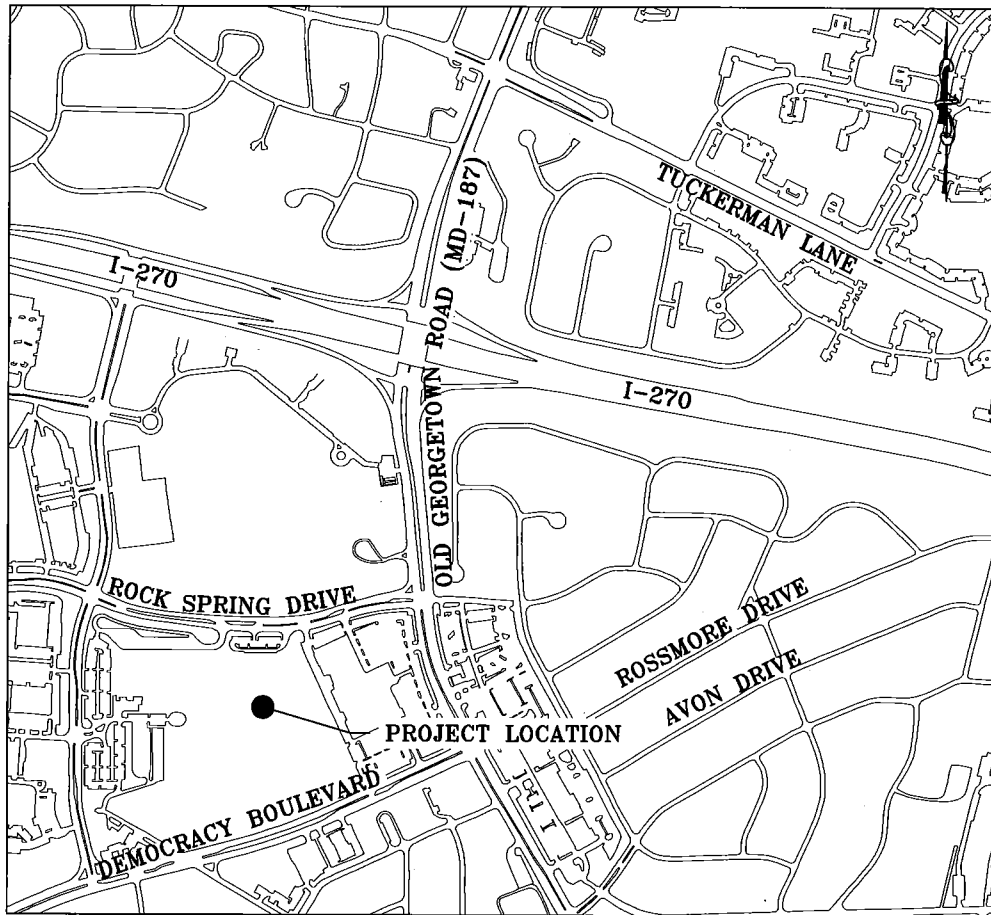 TUCKERMAN LANE
I-270
OLD GEORGETOWN ROAD (MD-187)
I-270
ROCK SPRING DRIVE
ROSSMORE DRIVE
AVON DRIVE
PROJECT LOCATION
DEMOCRACY BOULEVARD